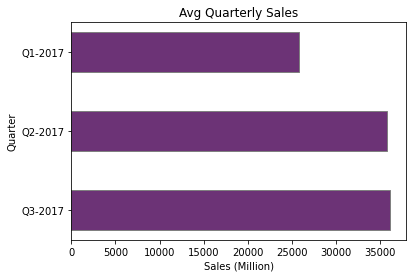 Avg Quarterly Sales
Quarter
Q1-2017
Q2-2017
Q3-2017
0 5000 10000 15000 20000 25000 30000 35000
Sales (Million)